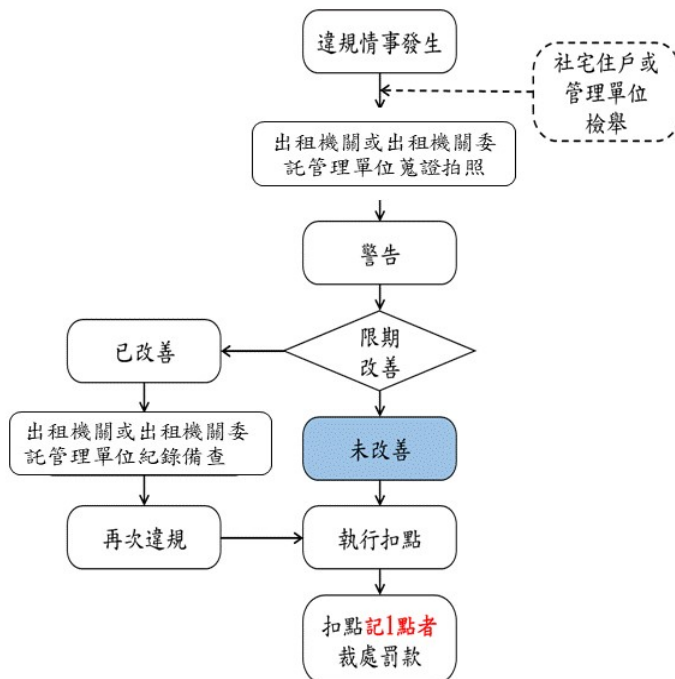 違規情事發生
社宅住戶或
管理單位
檢舉
出租機關或出租機關委
託管理單位蒐證拍照
警告
限期
改善
已改善
出租機關或出租機關委
託管理單位紀錄備查
未改善
再次違規
執行扣點
扣點記1點者
裁處罰款